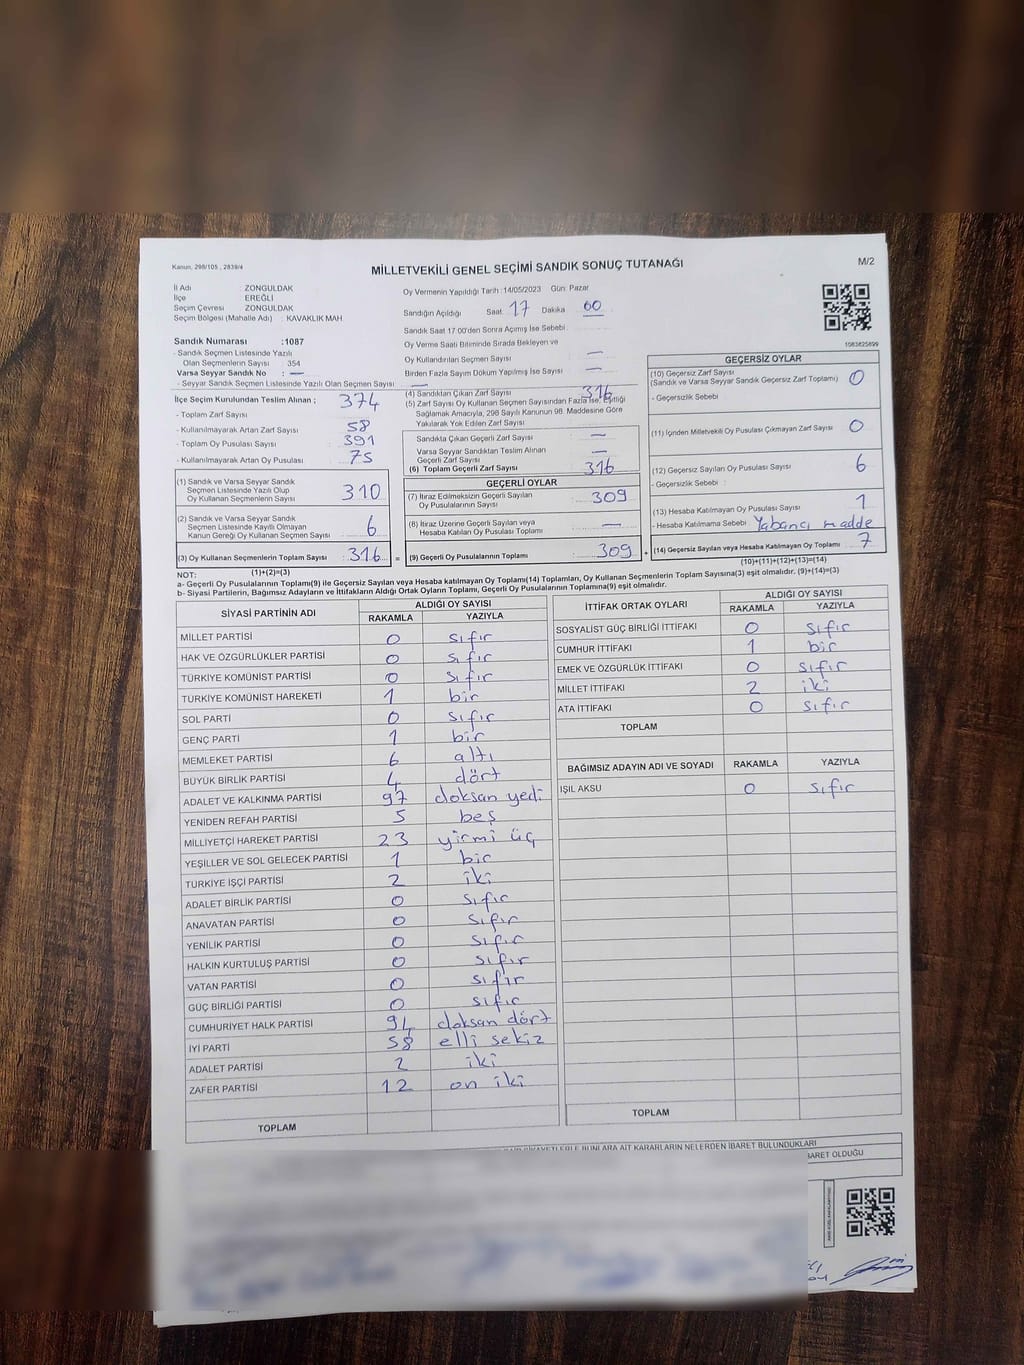 Kanun, 298/105 , 2839/4
MİLLETVEKİLİ GENEL SEÇİMİ SANDIK SONUÇ TUTANAĞI
M/2
İl Adı : ZONGULDAK
İlçe : EREĞLİ
Seçim Çevresi : ZONGULDAK
Seçim Bölgesi (Mahalle Adı) : KAVAKLIK MAH.
Oy Vermenin Yapıldığı Tarih :14/05/2023 Gün: Pazar
Sandığın Açıldığı Saat: 17 Dakika 00
Sandık Saat 17:00'den Sonra Açımış İse Sebebi :
Oy Verme Saati Bitiminde Sırada Bekleyen ve
Oy Kullandırılan Seçmen Sayısı : —
Birden Fazla Sayım Döküm Yapılmış İse Sayısı : —
1083825899
Sandık Numarası :1087
- Sandık Seçmen Listesinde Yazılı
Olan Seçmenlerin Sayısı : 354
Varsa Seyyar Sandık No : —
- Seyyar Sandık Seçmen Listesinde Yazılı Olan Seçmen Sayısı : —
İlçe Seçim Kurulundan Teslim Alınan ;
- Toplam Zarf Sayısı : 374
- Kullanılmayarak Artan Zarf Sayısı : 58
- Toplam Oy Pusulası Sayısı : 391
- Kullanılmayarak Artan Oy Pusulası : 75
(1) Sandık ve Varsa Seyyar Sandık
Seçmen Listesinde Yazılı Olup
Oy Kullanan Seçmenlerin Sayısı 310
(2) Sandık ve Varsa Seyyar Sandık
Seçmen Listesinde Kayıtlı Olmayan
Kanun Gereği Oy Kullanan Seçmen Sayısı 6
(3) Oy Kullanan Seçmenlerin Toplam Sayısı 316
(1)+(2)=(3)
(4) Sandıktan Çıkan Zarf Sayısı : 316
(5) Zarf Sayısı Oy Kullanan Seçmen Sayısından Fazla İse, Eşitliği
Sağlamak Amacıyla, 298 Sayılı Kanunun 98. Maddesine Göre
Yakılarak Yok Edilen Zarf Sayısı :
Sandıkta Çıkan Geçerli Zarf Sayısı : —
Varsa Seyyar Sandıktan Teslim Alınan
Geçerli Zarf Sayısı : —
(6) Toplam Geçerli Zarf Sayısı : 316
GEÇERLİ OYLAR
(7) İtiraz Edilmeksizin Geçerli Sayılan
Oy Pusulalarının Sayısı : 309
(8) İtiraz Üzerine Geçerli Sayılan veya
Hesaba Katılan Oy Pusulası Toplamı : —
= (9) Geçerli Oy Pusulalarının Toplamı : 309 +
GEÇERSİZ OYLAR
(10) Geçersiz Zarf Sayısı : 0
(Sandık ve Varsa Seyyar Sandık Geçersiz Zarf Toplamı)
- Geçersizlik Sebebi :
(11) İçinden Milletvekili Oy Pusulası Çıkmayan Zarf Sayısı : 0
(12) Geçersiz Sayılan Oy Pusulası Sayısı : 6
- Geçersizlik Sebebi :
(13) Hesaba Katılmayan Oy Pusulası Sayısı : 1
- Hesaba Katılmama Sebebi : Yabancı madde
(14) Geçersiz Sayılan veya Hesaba Katılmayan Oy Toplamı : 7
(10)+(11)+(12)+(13)=(14)
NOT:
a- Geçerli Oy Pusulalarının Toplamı(9) ile Geçersiz Sayılan veya Hesaba katılmayan Oy Toplamı(14) Toplamları, Oy Kullanan Seçmenlerin Toplam Sayısına(3) eşit olmalıdır. (9)+(14)=(3)
b- Siyasi Partilerin, Bağımsız Adayların ve İttifakların Aldığı Ortak Oyların Toplamı, Geçerli Oy Pusulalarının Toplamına(9) eşit olmalıdır.
SİYASİ PARTİNİN ADI ALDIĞI OY SAYISI
RAKAMLA YAZIYLA
MİLLET PARTİSİ 0 sıfır
HAK VE ÖZGÜRLÜKLER PARTİSİ 0 sıfır
TÜRKİYE KOMÜNİST PARTİSİ 0 sıfır
TÜRKİYE KOMÜNİST HAREKETİ 1 bir
SOL PARTİ 0 sıfır
GENÇ PARTİ 1 bir
MEMLEKET PARTİSİ 6 altı
BÜYÜK BİRLİK PARTİSİ 4 dört
ADALET VE KALKINMA PARTİSİ 97 doksan yedi
YENİDEN REFAH PARTİSİ 5 beş
MİLLİYETÇİ HAREKET PARTİSİ 23 yirmi üç
YEŞİLLER VE SOL GELECEK PARTİSİ 1 bir
TÜRKİYE İŞÇİ PARTİSİ 2 iki
ADALET BİRLİK PARTİSİ 0 sıfır
ANAVATAN PARTİSİ 0 sıfır
YENİLİK PARTİSİ 0 sıfır
HALKIN KURTULUŞ PARTİSİ 0 sıfır
VATAN PARTİSİ 0 sıfır
GÜÇ BİRLİĞİ PARTİSİ 0 sıfır
CUMHURİYET HALK PARTİSİ 94 doksan dört
İYİ PARTİ 58 elli sekiz
ADALET PARTİSİ 2 iki
ZAFER PARTİSİ 12 on iki
TOPLAM
İTTİFAK ORTAK OYLARI ALDIĞI OY SAYISI
RAKAMLA YAZIYLA
SOSYALİST GÜÇ BİRLİĞİ İTTİFAKI 0 sıfır
CUMHUR İTTİFAKI 1 bir
EMEK VE ÖZGÜRLÜK İTTİFAKI 0 sıfır
MİLLET İTTİFAKI 2 iki
ATA İTTİFAKI 0 sıfır
TOPLAM
BAĞIMSIZ ADAYIN ADI VE SOYADI RAKAMLA YAZIYLA
IŞIL AKSU 0 sıfır
TOPLAM
BUNLARA AİT KARARLARIN NELERDEN İBARET BULUNDUKLARI
İBARET OLDUĞU